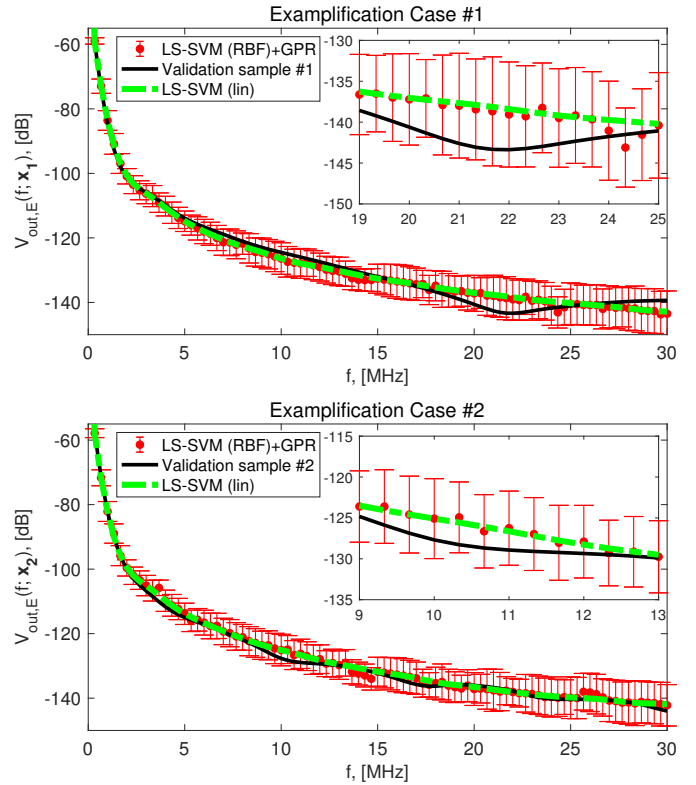 Examplification Case #1
LS-SVM (RBF)+GPR
Validation sample #1
LS-SVM (lin)
-60
-80
-100
-120
-140
V_out,E(f; x_1), [dB]
-130
-135
-140
-145
-150
19 20 21 22 23 24 25
0 5 10 15 20 25 30
f, [MHz]
Examplification Case #2
LS-SVM (RBF)+GPR
Validation sample #2
LS-SVM (lin)
-60
-80
-100
-120
-140
V_out,E(f; x_2), [dB]
-115
-120
-125
-130
-135
9 10 11 12 13
0 5 10 15 20 25 30
f, [MHz]